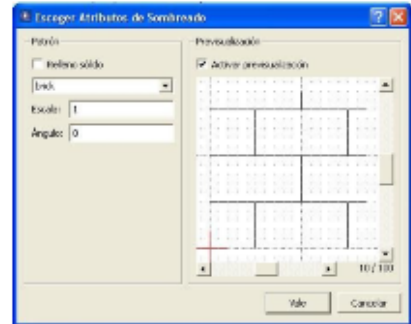 Escoger Atributos de Sombreado
Patrón
Relleno sólido
brick
Escala: 1
Ángulo: 0
Previsualización
Activar previsualización
10 / 100
Vale
Cancelar